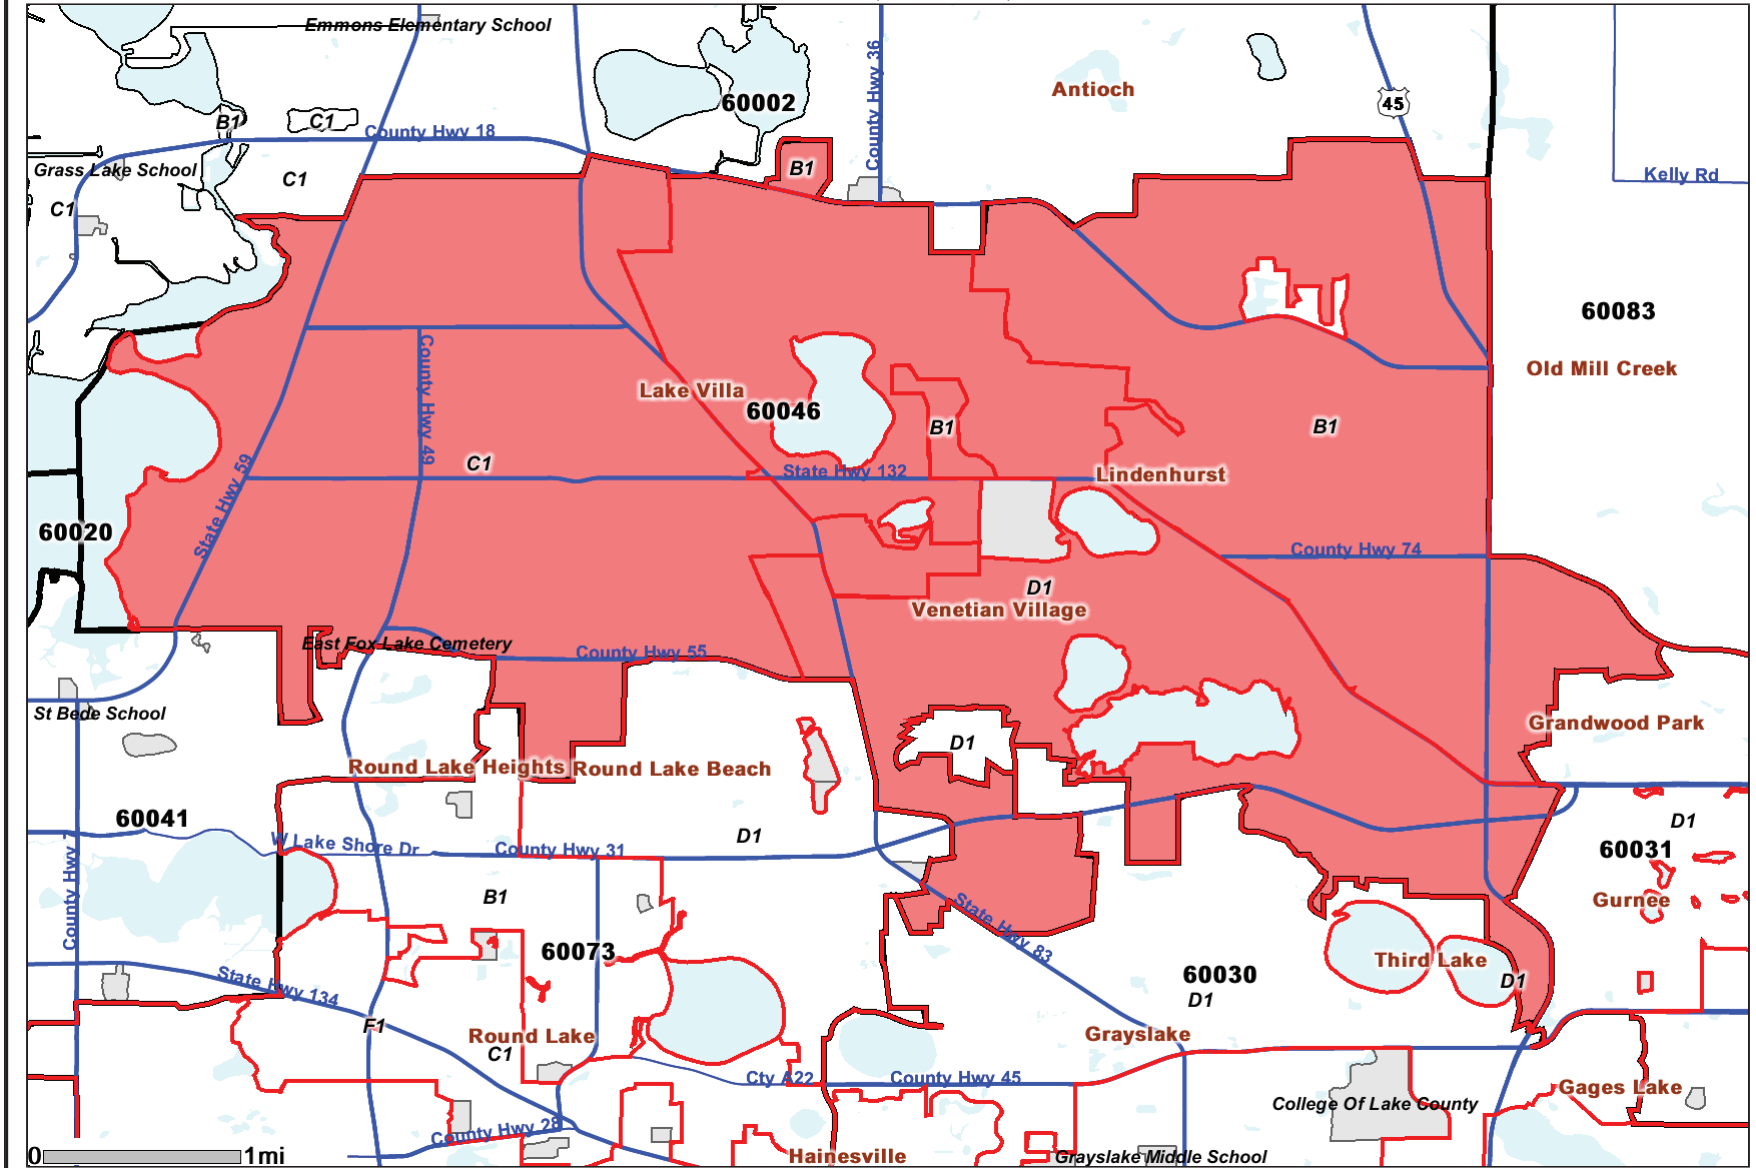 Emmons Elementary School
County Hwy 36
60002
Antioch
45
B1
C1
County Hwy 18
Grass Lake School
C1
B1
Kelly Rd
C1
60083
Old Mill Creek
County Hwy 49
Lake Villa
60046
B1
B1
C1
State Hwy 132
Lindenhurst
State Hwy 59
60020
County Hwy 74
D1
Venetian Village
East Fox Lake Cemetery
County Hwy 55
St Bede School
Grandwood Park
D1
Round Lake Heights
Round Lake Beach
60041
D1
D1
W Lake Shore Dr
County Hwy 31
60031
County Hwy
B1
Gurnee
State Hwy 83
60073
Third Lake
60030
D1
D1
State Hwy 134
F1
Round Lake
C1
Grayslake
Cty A22
County Hwy 45
Gages Lake
College Of Lake County
County Hwy 28
0
1mi
Hainesville
Grayslake Middle School